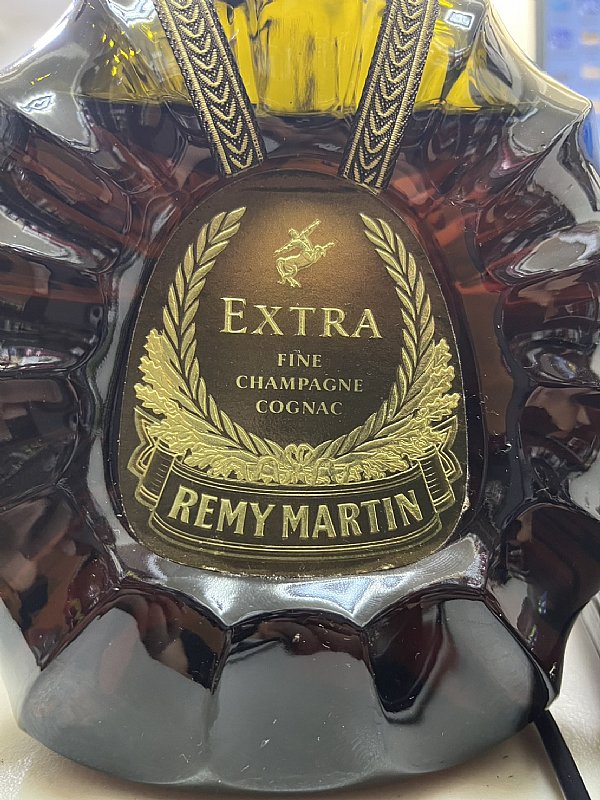 EXTRA
FINE
CHAMPAGNE
COGNAC
REMY MARTIN